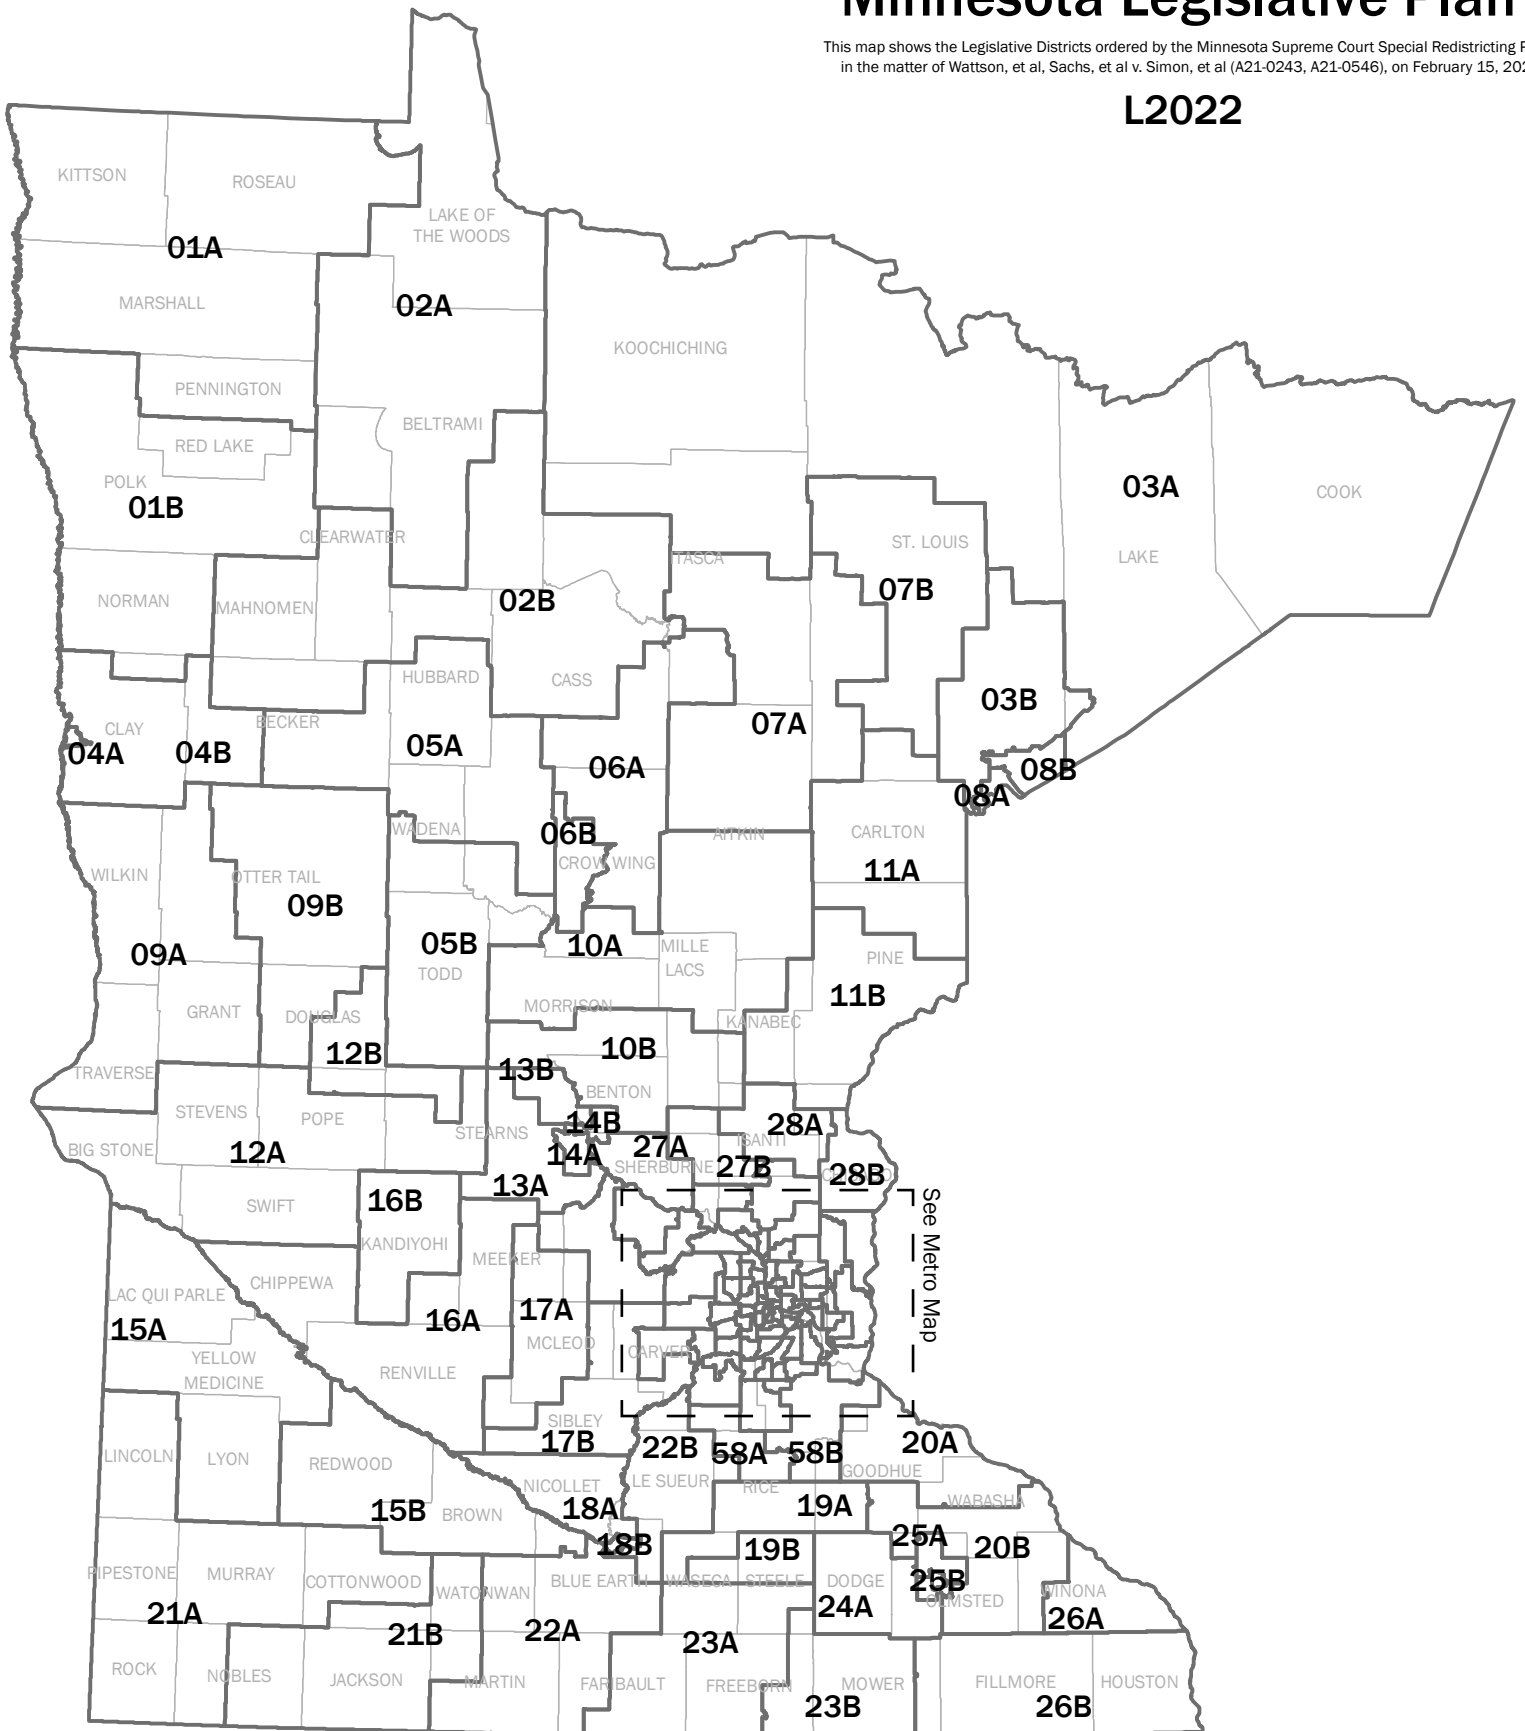 Minnesota Legislative Plan
This map shows the Legislative Districts ordered by the Minnesota Supreme Court Special Redistricting
in the matter of Wattson, et al, Sachs, et al v. Simon, et al (A21-0243, A21-0546), on February 15,
L2022
KITTSON
ROSEAU
LAKE OF
THE WOODS
01A
MARSHALL
02A
KOOCHICHING
PENNINGTON
BELTRAMI
RED LAKE
POLK
01B
03A
COOK
CLEARWATER
ST. LOUIS
ITASCA
LAKE
07B
NORMAN
MAHNOMEN
02B
HUBBARD
CASS
03B
BECKER
CLAY
07A
04A
04B
05A
06A
08B
08A
WADENA
06B
AITKIN
CARLTON
CROW WING
11A
WILKIN
OTTER TAIL
09B
05B
10A
MILLE
LACS
09A
TODD
PINE
11B
MORRISON
GRANT
DOUGLAS
KANABEC
12B
10B
13B
TRAVERSE
BENTON
STEVENS
POPE
14B
28A
STEARNS
ISANTI
BIG STONE
12A
14A
27A
SHERBURNE
27B
28B
13A
SWIFT
16B
See Metro Map
KANDIYOHI
MEEKER
CHIPPEWA
LAC QUI PARLE
17A
15A
16A
MCLEOD
CARVER
YELLOW
MEDICINE
RENVILLE
SIBLEY
17B
22B
58A
58B
20A
LINCOLN
LYON
REDWOOD
GOODHUE
LE SUEUR
RICE
NICOLLET
WABASHA
18A
19A
15B
BROWN
25A
18B
19B
20B
PIPESTONE
MURRAY
COTTONWOOD
WATONWAN
BLUE EARTH
WASECA
STEELE
DODGE
25B
OLMSTED
WINONA
21A
24A
26A
21B
22A
23A
ROCK
NOBLES
JACKSON
MARTIN
FARIBAULT
FREEBORN
MOWER
FILLMORE
HOUSTON
23B
26B